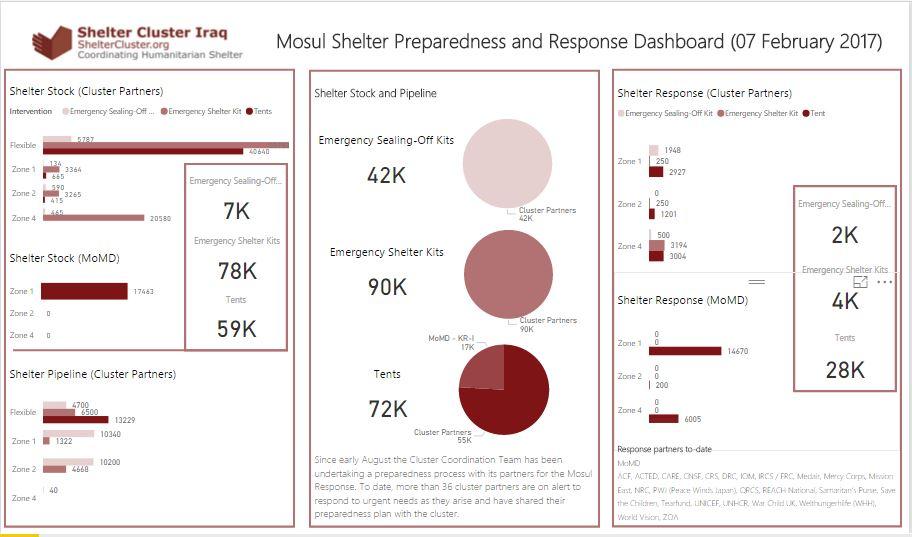 Shelter Cluster Iraq
ShelterCluster.org
Coordinating Humanitarian Shelter
Mosul Shelter Preparedness and Response Dashboard (07 February 2017)
Shelter Stock (Cluster Partners)
Intervention Emergency Sealing-Off ... Emergency Shelter Kit Tents
Flexible
5787
40640
Zone 1
134
3364
665
Zone 2
590
3265
415
Zone 4
465
20580
Emergency Sealing-Off...
7K
Emergency Shelter Kits
78K
Tents
59K
Shelter Stock (MoMD)
Zone 1
17463
Zone 2
0
Zone 4
0
Shelter Pipeline (Cluster Partners)
Flexible
4700
6500
13229
Zone 1
10340
1322
Zone 2
10200
4668
Zone 4
40
Shelter Stock and Pipeline
Emergency Sealing-Off Kits
42K
Cluster Partners
42K
Emergency Shelter Kits
90K
Cluster Partners
90K
MoMD - KR-I
17K
Tents
72K
Cluster Partners
55K
Since early August the Cluster Coordination Team has been
undertaking a preparedness process with its partners for the Mosul
Response. To date, more than 36 cluster partners are on alert to
respond to urgent needs as they arise and have shared their
preparedness plan with the cluster.
Shelter Response (Cluster Partners)
Emergency Sealing-Off Kit Emergency Shelter Kit Tent
Zone 1
1948
250
2927
Zone 2
0
250
1201
Zone 4
500
3194
3004
Emergency Sealing-Off...
2K
Emergency Shelter Kits
4K
Tents
28K
Shelter Response (MoMD)
Zone 1
0
0
14670
Zone 2
0
0
200
Zone 4
0
0
6005
Response partners to-date
MoMD
ACF, ACTED, CARE, CNSF, CRS, DRC, IOM, IRCS / FRC, Medair, Mercy Corps, Mission
East, NRC, PWJ (Peace Winds Japan), QRCS, REACH National, Samaritan's Purse, Save
the Children, Tearfund, UNICEF, UNHCR, War Child UK, Welthungerhilfe (WHH),
World Vision, ZOA